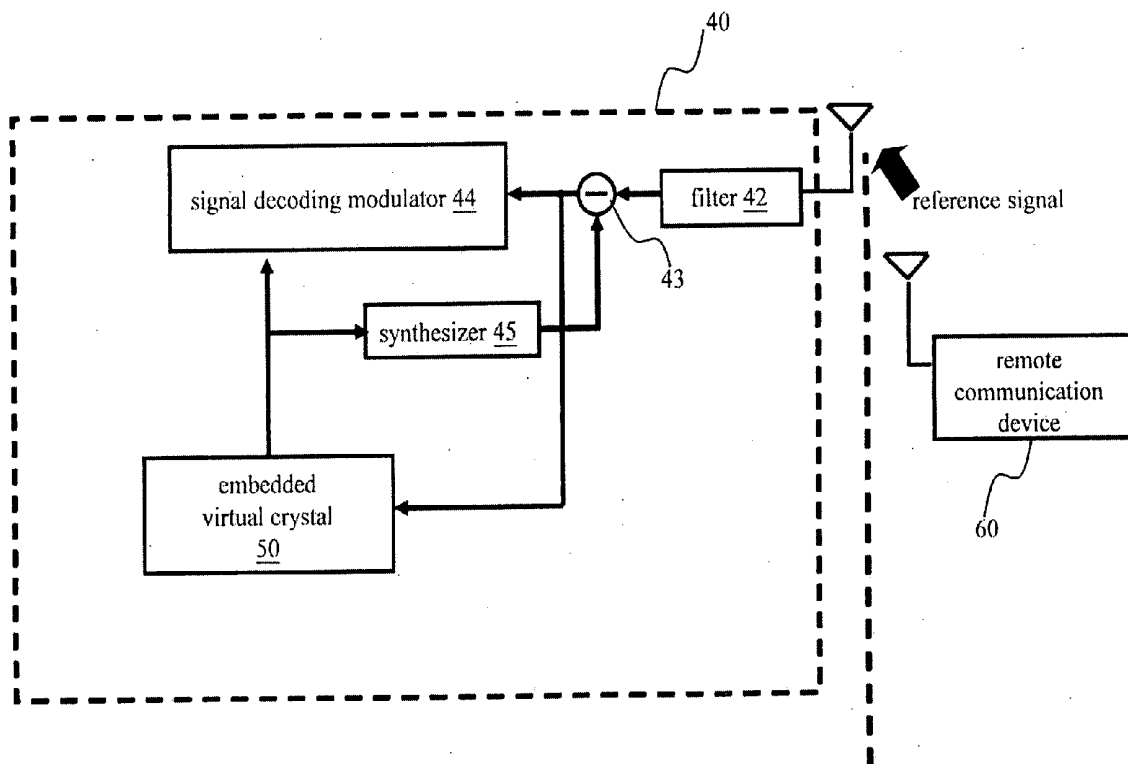 40
signal decoding modulator 44
filter 42
reference signal
43
synthesizer 45
remote
communication
device
embedded
virtual crystal
50
60